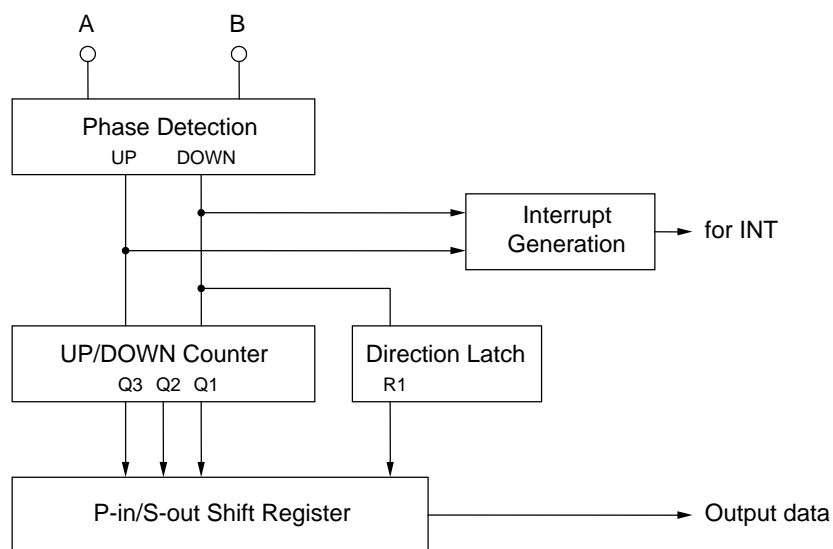 A B
Phase Detection
UP DOWN
Interrupt
Generation
for INT
UP/DOWN Counter
Q3 Q2 Q1
Direction Latch
R1
P-in/S-out Shift Register
Output data